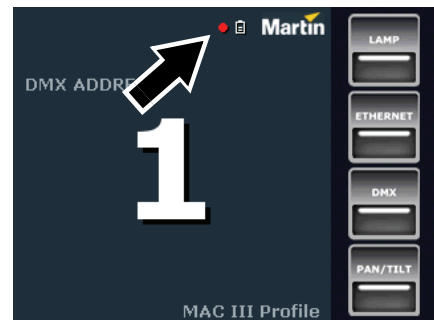 Martin
DMX ADDRE
1
MAC III Profile
LAMP
ETHERNET
DMX
PAN/TILT